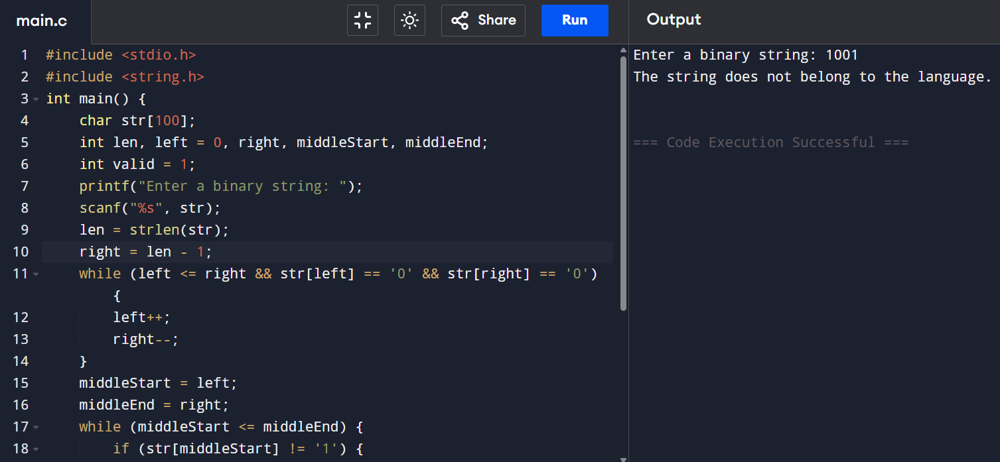 main.c
Share
Run
Output
1 #include <stdio.h>
2 #include <string.h>
3 int main() {
4     char str[100];
5     int len, left = 0, right, middleStart, middleEnd;
6     int valid = 1;
7     printf("Enter a binary string: ");
8     scanf("%s", str);
9     len = strlen(str);
10     right = len - 1;
11     while (left <= right && str[left] == '0' && str[right] == '0')
        {
12         left++;
13         right--;
14     }
15     middleStart = left;
16     middleEnd = right;
17     while (middleStart <= middleEnd) {
18         if (str[middleStart] != '1') {
Enter a binary string: 1001
The string does not belong to the language.
=== Code Execution Successful ===